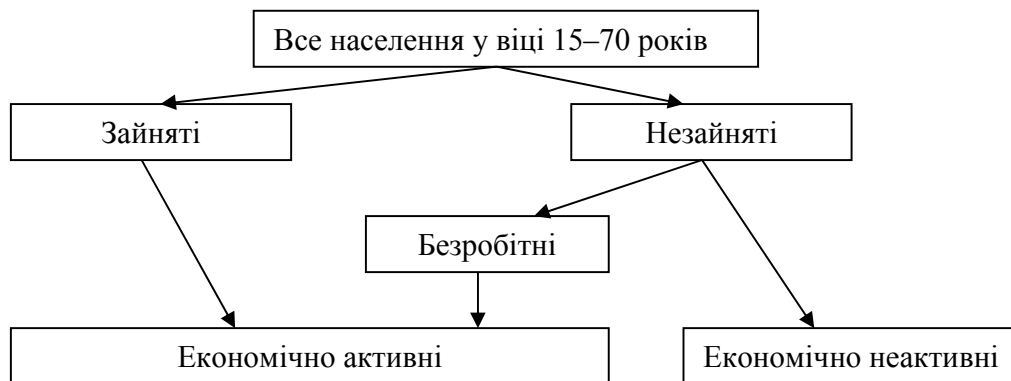 Все населення у віці 15–70 років
Зайняті
Незайняті
Безробітні
Економічно активні
Економічно неактивні